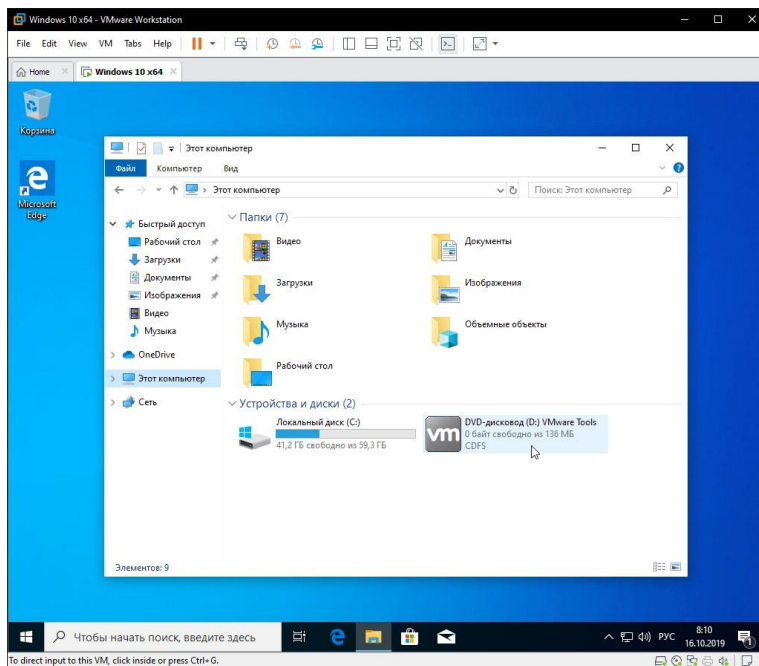 Windows 10 x64 - VMware Workstation
File Edit View VM Tabs Help
Home
Windows 10 x64
Корзина
Microsoft
Edge
Этот компьютер
Файл Компьютер Вид
Этот компьютер
Поиск: Этот компьютер
Быстрый доступ
Рабочий стол
Загрузки
Документы
Изображения
Видео
Музыка
OneDrive
Этот компьютер
Сеть
Папки (7)
Видео
Документы
Загрузки
Изображения
Музыка
Объемные объекты
Рабочий стол
Устройства и диски (2)
Локальный диск (C:)
41,2 ГБ свободно из 59,3 ГБ
vm
DVD-дисковод (D:) VMware Tools
0 байт свободно из 136 МБ
CDFS
Элементов: 9
Чтобы начать поиск, введите здесь
РУС
8:10
16.10.2019
1
To direct input to this VM, click inside or press Ctrl+G.